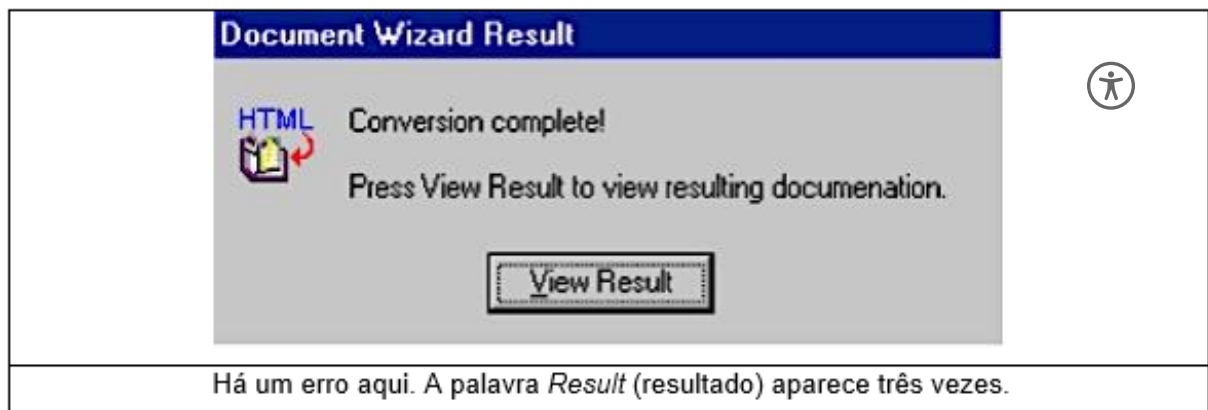 Document Wizard Result
HTML
Conversion complete!
Press View Result to view resulting documenation.
View Result
Há um erro aqui. A palavra Result (resultado) aparece três vezes.